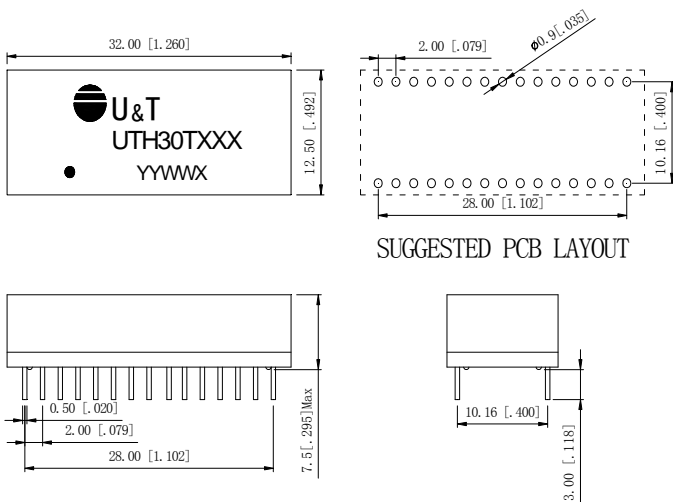 32.00 [1.260]
U&T
UTH30TXXX
YYWWX
12.50 [.492]
2.00 [.079]
ø0.9[.035]
10.16 [.400]
28.00 [1.102]
SUGGESTED PCB LAYOUT
0.50 [.020]
2.00 [.079]
28.00 [1.102]
7.5[.295]Max
10.16 [.400]
3.00 [.118]